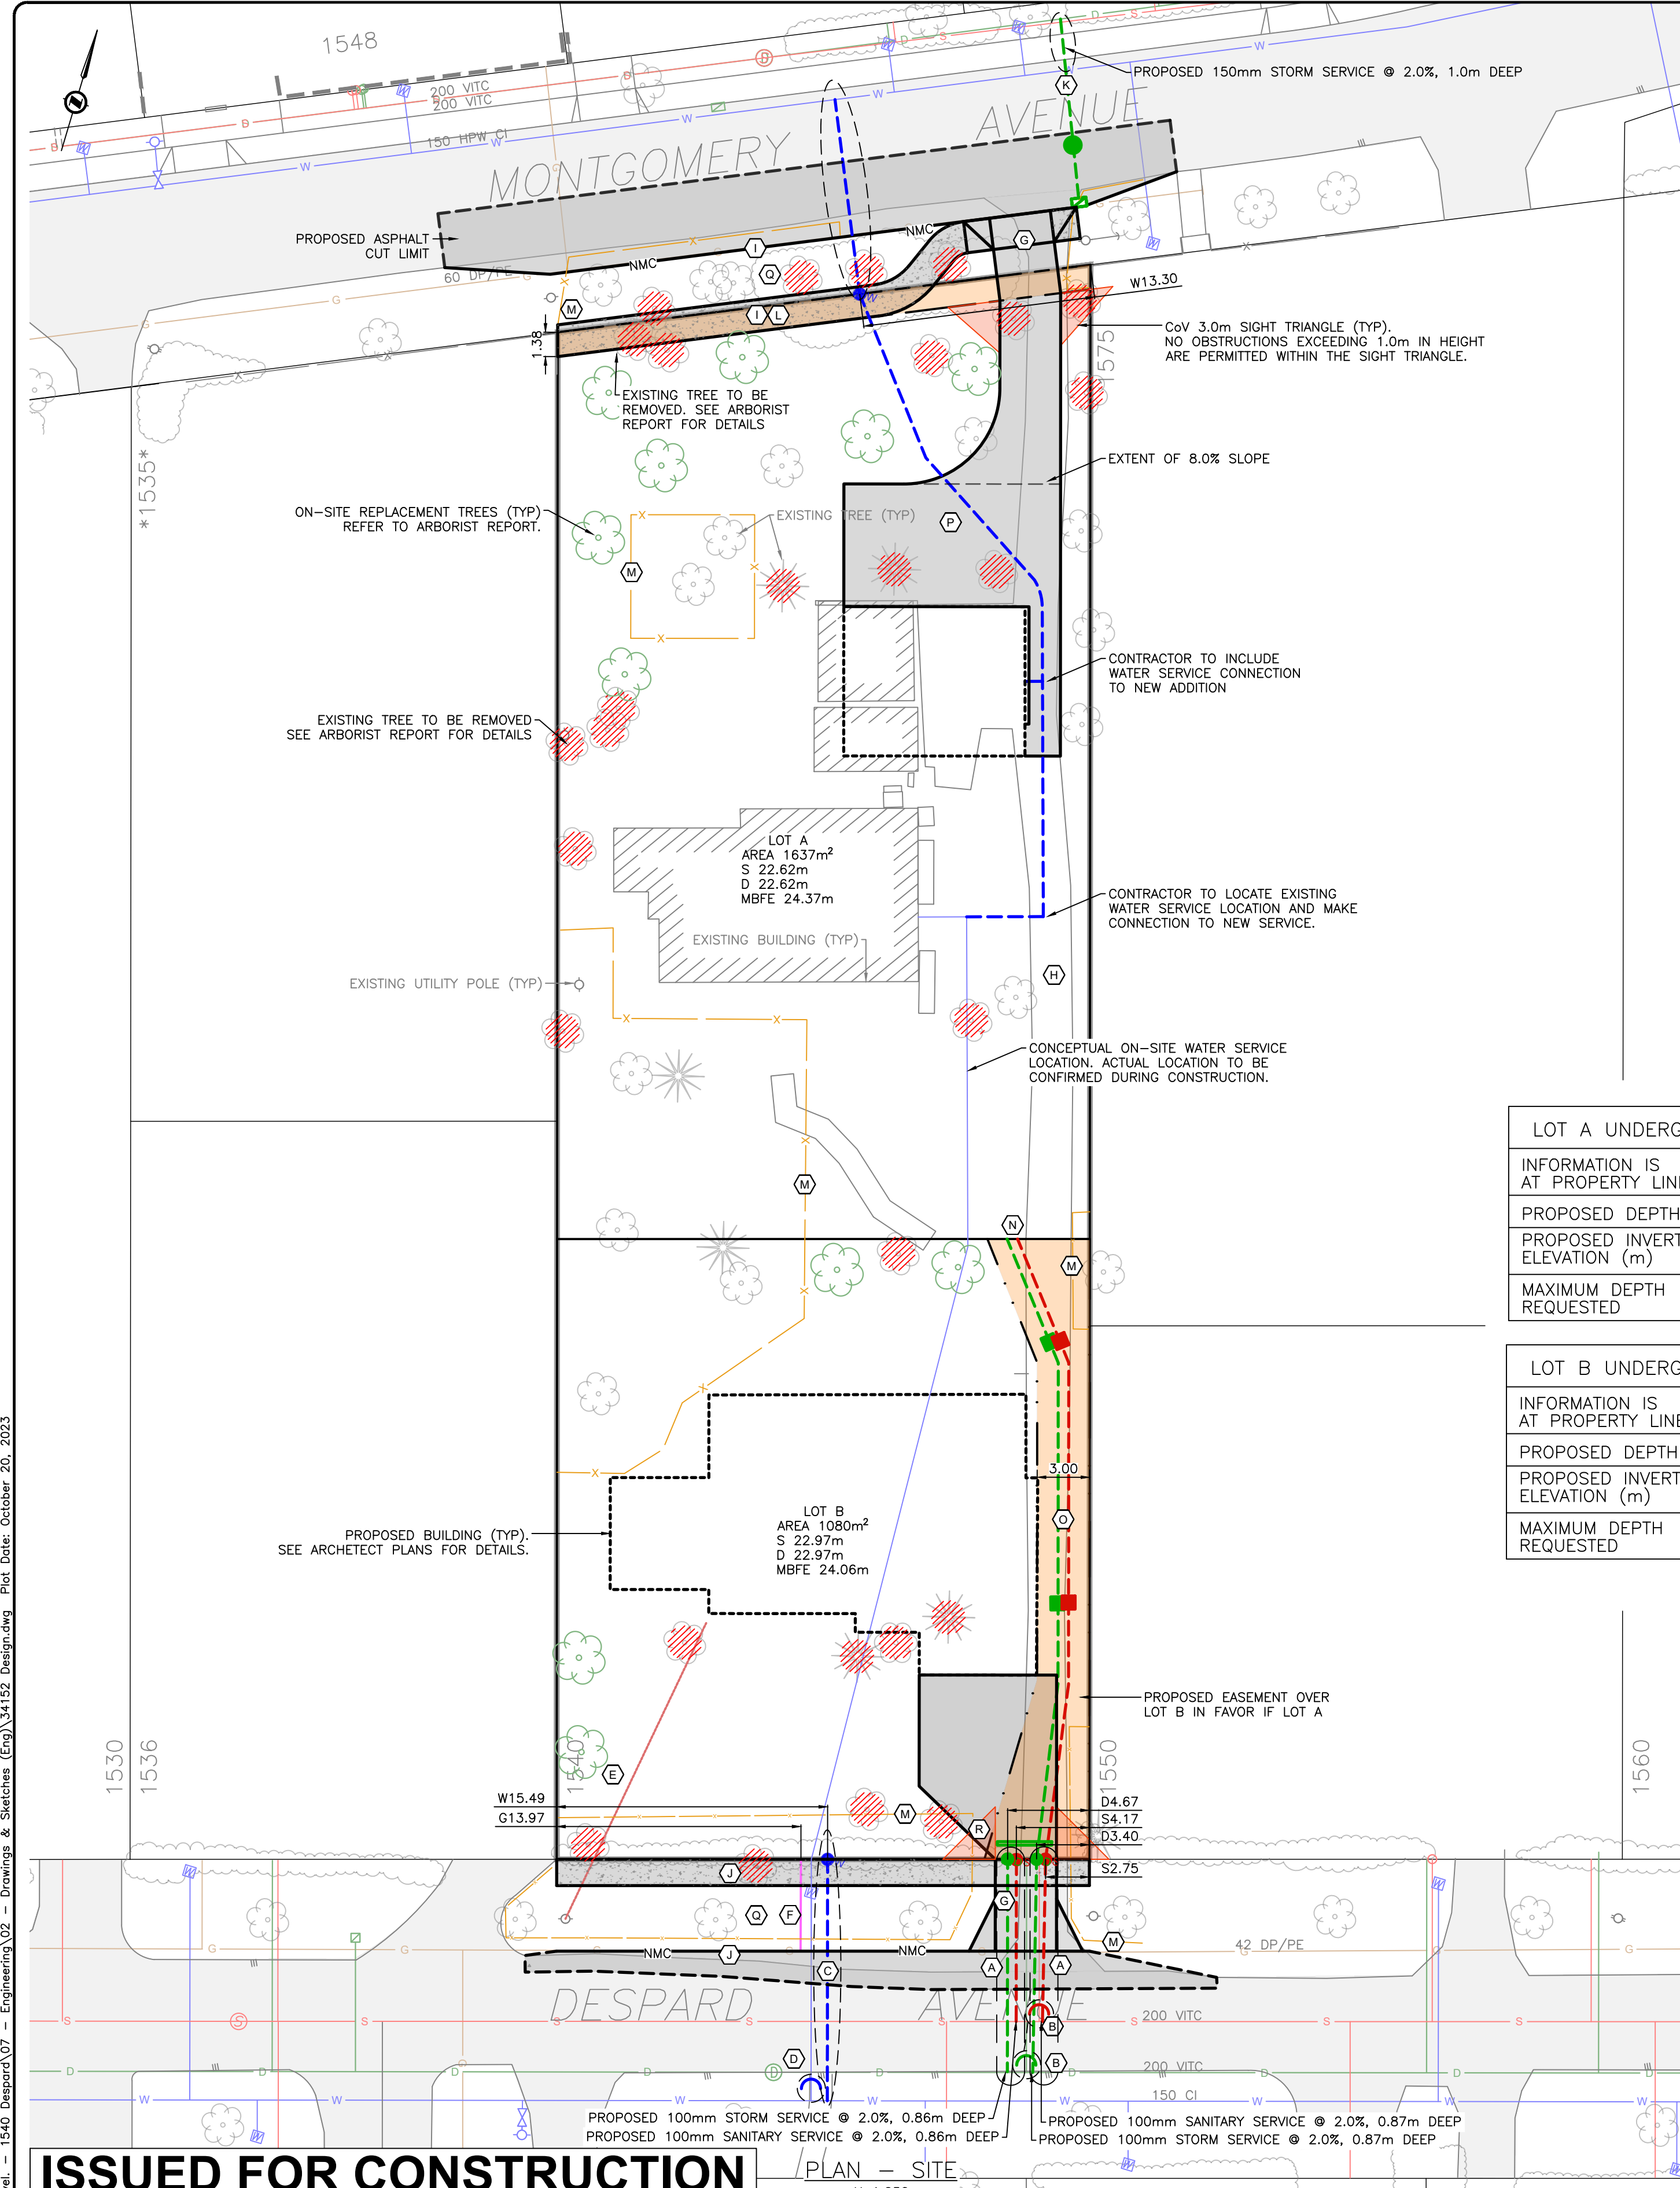 1548
200 VITC
200 VITC
150 HPW CI
MONTGOMERY AVENUE
PROPOSED 150mm STORM SERVICE @ 2.0%, 1.0m DEEP
K
PROPOSED ASPHALT
CUT LIMIT
60 DP/PE
NMC
NMC
I
Q
G
M
I
L
W13.30
1.38
CoV 3.0m SIGHT TRIANGLE (TYP).
NO OBSTRUCTIONS EXCEEDING 1.0m IN HEIGHT
ARE PERMITTED WITHIN THE SIGHT TRIANGLE.
1575
EXISTING TREE TO BE
REMOVED. SEE ARBORIST
REPORT FOR DETAILS
*1535*
EXTENT OF 8.0% SLOPE
ON-SITE REPLACEMENT TREES (TYP)
REFER TO ARBORIST REPORT.
EXISTING TREE (TYP)
P
M
CONTRACTOR TO INCLUDE
WATER SERVICE CONNECTION
TO NEW ADDITION
EXISTING TREE TO BE REMOVED
SEE ARBORIST REPORT FOR DETAILS
LOT A
AREA 1637m²
S 22.62m
D 22.62m
MBFE 24.37m
CONTRACTOR TO LOCATE EXISTING
WATER SERVICE LOCATION AND MAKE
CONNECTION TO NEW SERVICE.
EXISTING BUILDING (TYP)
EXISTING UTILITY POLE (TYP)
H
CONCEPTUAL ON-SITE WATER SERVICE
LOCATION. ACTUAL LOCATION TO BE
CONFIRMED DURING CONSTRUCTION.
M
N
M
LOT A UNDERG
INFORMATION IS
AT PROPERTY LINE
PROPOSED DEPTH
PROPOSED INVERT
ELEVATION (m)
MAXIMUM DEPTH
REQUESTED
LOT B UNDERG
INFORMATION IS
AT PROPERTY LINE
PROPOSED DEPTH
PROPOSED INVERT
ELEVATION (m)
MAXIMUM DEPTH
REQUESTED
3.00
O
LOT B
AREA 1080m²
S 22.97m
D 22.97m
MBFE 24.06m
PROPOSED BUILDING (TYP).
SEE ARCHETECT PLANS FOR DETAILS.
PROPOSED EASEMENT OVER
LOT B IN FAVOR IF LOT A
1530
1536
1540
1550
1560
E
W15.49
G13.97
M
R
D4.67
S4.17
D3.40
S2.75
J
Q
F
G
M
42 DP/PE
NMC
J
NMC
A
A
C
DESPARD AVENUE
200 VITC
B
D
B
200 VITC
150 CI
PROPOSED 100mm STORM SERVICE @ 2.0%, 0.86m DEEP
PROPOSED 100mm SANITARY SERVICE @ 2.0%, 0.86m DEEP
PROPOSED 100mm SANITARY SERVICE @ 2.0%, 0.87m DEEP
PROPOSED 100mm STORM SERVICE @ 2.0%, 0.87m DEEP
ISSUED FOR CONSTRUCTION
PLAN - SITE
1540 Despard\07 - Engineering\02 - Drawings & Sketches (Eng)\34152 Design.dwg Plot Date: October 20, 2023